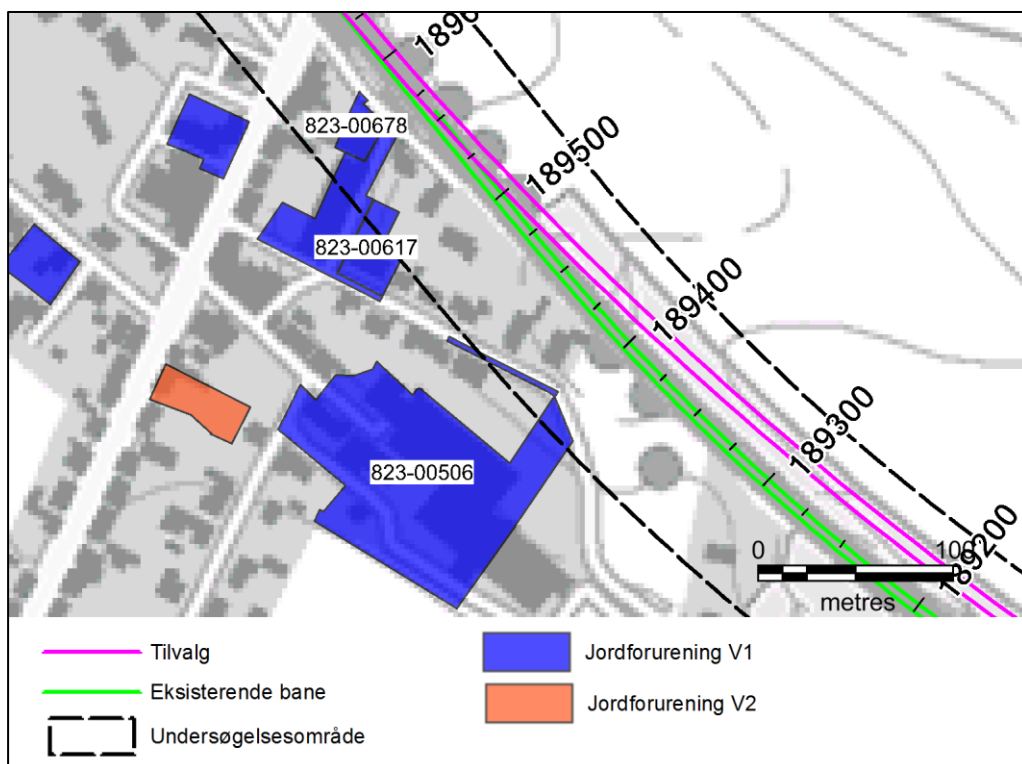 823-00678
189500
823-00617
189400
189300
823-00506
0
100
189200
metres
Tilvalg
Jordforurening V1
Eksisterende bane
Jordforurening V2
Undersøgelsesområde